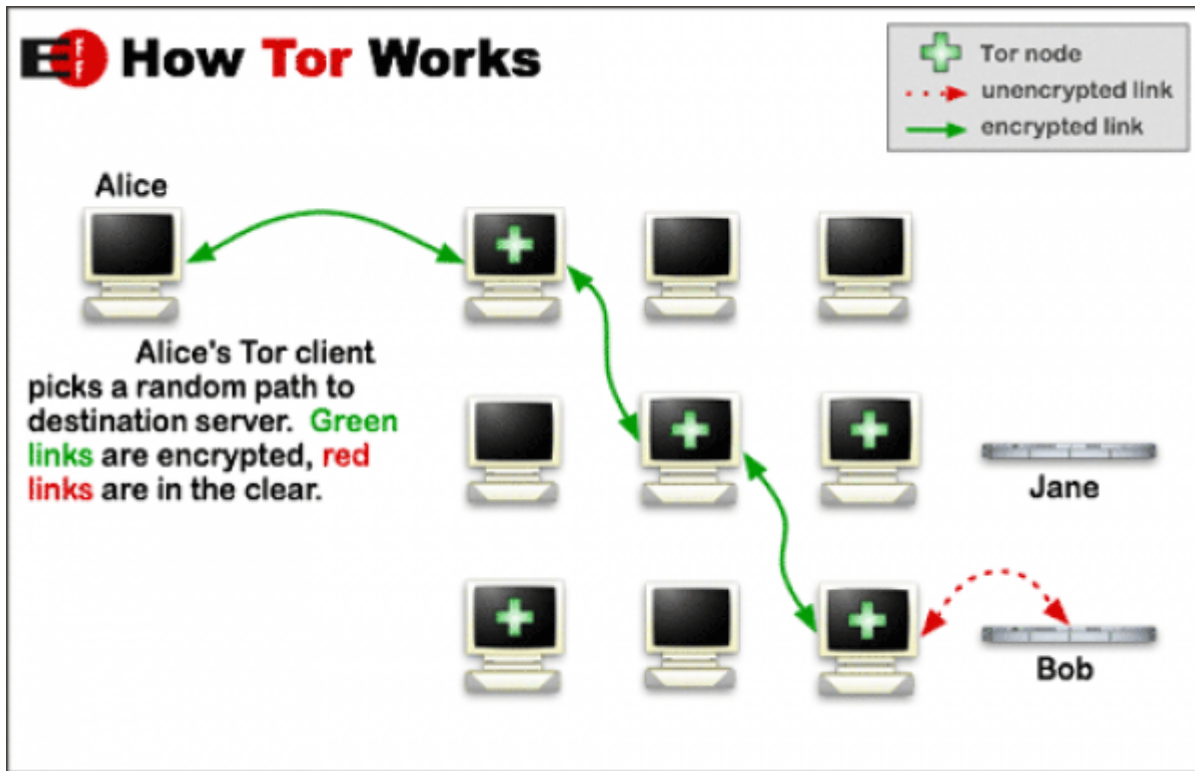 EFF How Tor Works
Tor node
unencrypted link
encrypted link
Alice
Alice's Tor client
picks a random path to
destination server. Green
links are encrypted, red
links are in the clear.
Jane
Bob